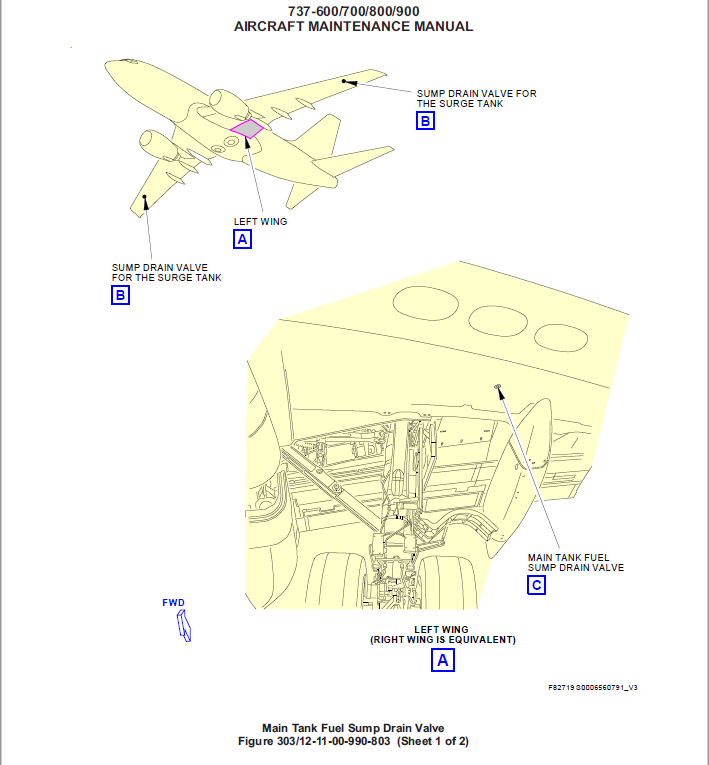 737-600/700/800/900
AIRCRAFT MAINTENANCE MANUAL
SUMP DRAIN VALVE FOR
THE SURGE TANK
B
LEFT WING
A
SUMP DRAIN VALVE
FOR THE SURGE TANK
B
MAIN TANK FUEL
SUMP DRAIN VALVE
C
FWD
LEFT WING
(RIGHT WING IS EQUIVALENT)
A
F82719 S0006560791_V3
Main Tank Fuel Sump Drain Valve
Figure 303/12-11-00-990-803 (Sheet 1 of 2)